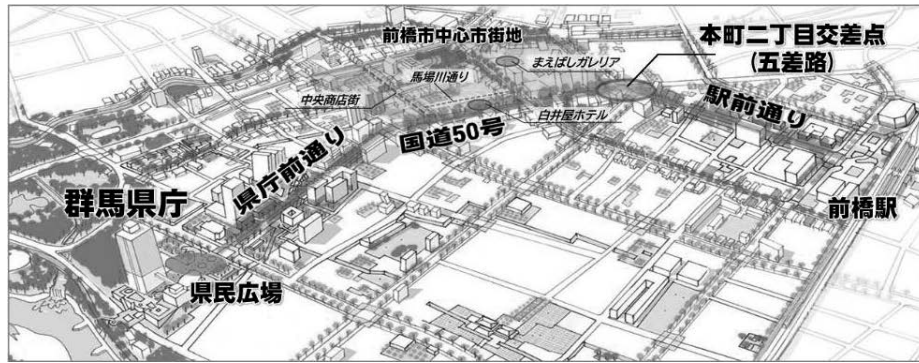 前橋市中心市街地
本町二丁目交差点
(五差路)
まえばしガレリア
馬場川通り
中央商店街
白井屋ホテル
駅前通り
国道50号
県庁前通り
群馬県庁
前橋駅
県民広場